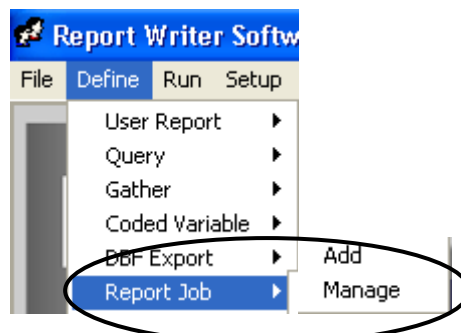 Report Writer Softw
File Define Run Setup
User Report
Query
Gather
Coded Variable
DBF Export
Add
Report Job
Manage